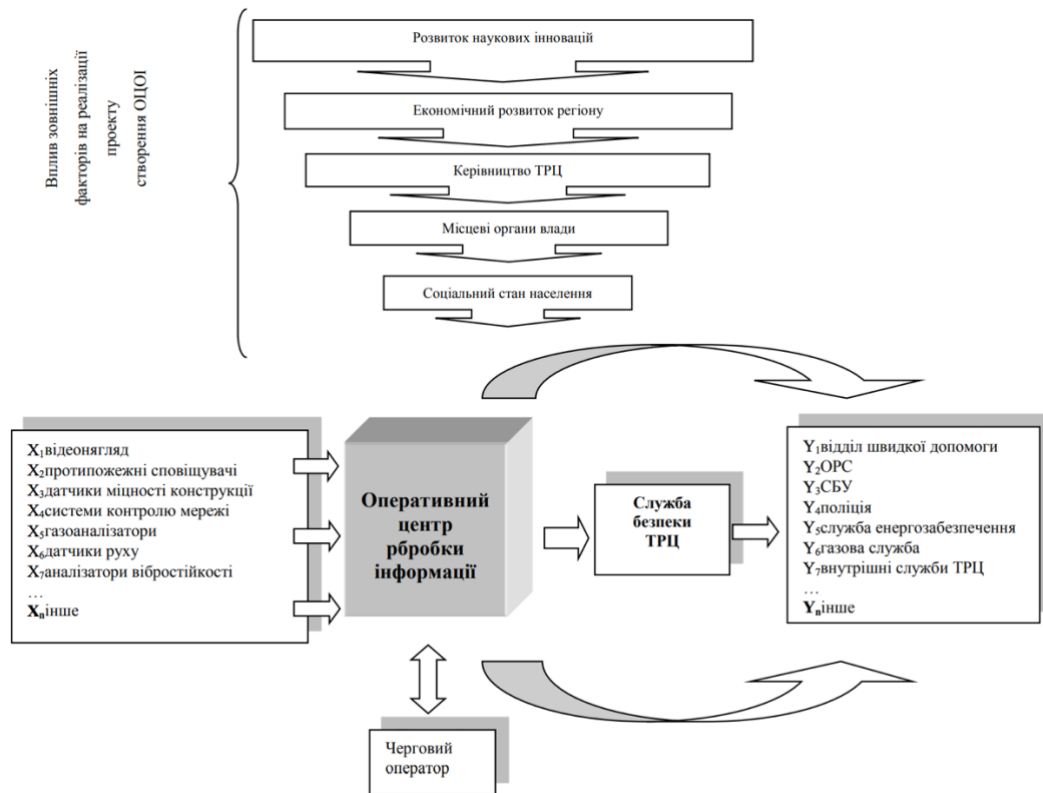 Вплив зовнішніх
факторів на реалізації
проекту
створення ОЦОІ
Розвиток наукових інновацій
Економічний розвиток регіону
Керівництво ТРЦ
Місцеві органи влади
Соціальний стан населення
X₁відеонягляд
X₂протипожежні сповіщувачі
X₃датчики міцності конструкції
X₄системи контролю мережі
X₅газоаналізатори
X₆датчики руху
X₇аналізатори вібростійкості
…
Xₙінше
Оперативний
центр
рбробки
інформації
Служба
безпеки
ТРЦ
Y₁відділ швидкої допомоги
Y₂ОРС
Y₃СБУ
Y₄поліція
Y₅служба енергозабезпечення
Y₆газова служба
Y₇внутрішні служби ТРЦ
…
Yₙінше
Черговий
оператор